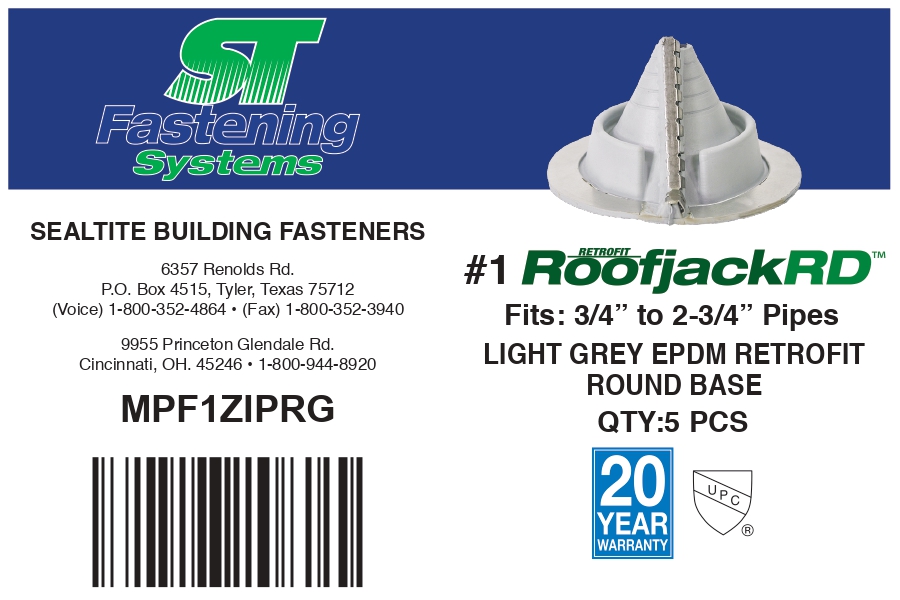 ST
Fastening
Systems
SEALTITE BUILDING FASTENERS
6357 Renolds Rd.
P.O. Box 4515, Tyler, Texas 75712
(Voice) 1-800-352-4864 • (Fax) 1-800-352-3940
9955 Princeton Glendale Rd.
Cincinnati, OH. 45246 • 1-800-944-8920
MPF1ZIPRG
RETROFIT
#1 RoofjackRD™
Fits: 3/4” to 2-3/4” Pipes
LIGHT GREY EPDM RETROFIT
ROUND BASE
QTY:5 PCS
20
YEAR
WARRANTY
UPC
®